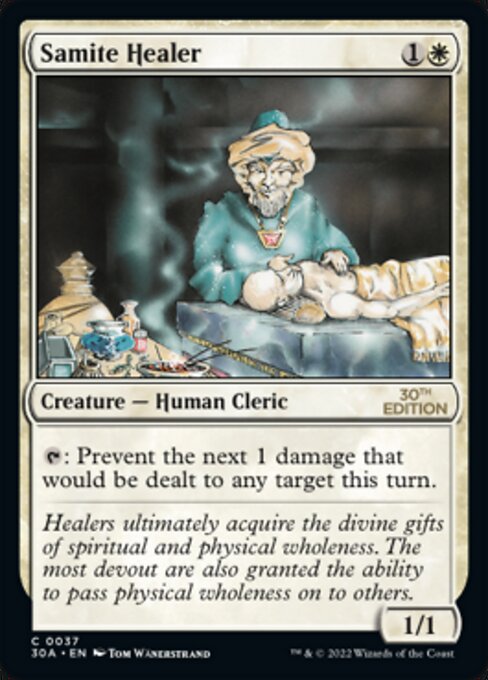 Samite Healer 1
Creature — Human Cleric
30TH EDITION
: Prevent the next 1 damage that
would be dealt to any target this turn.
Healers ultimately acquire the divine gifts
of spiritual and physical wholeness. The
most devout are also granted the ability
to pass physical wholeness on to others.
1/1
C 0037
30A • EN Tom Wänerstrand
™ & © 2022 Wizards of the Coast